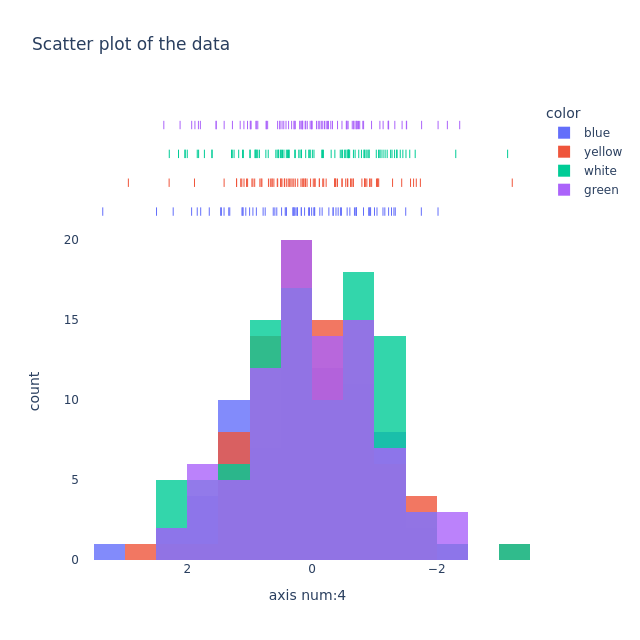 Scatter plot of the data
color
blue
yellow
white
green
20
15
10
5
0
count
2
0
−2
axis num:4